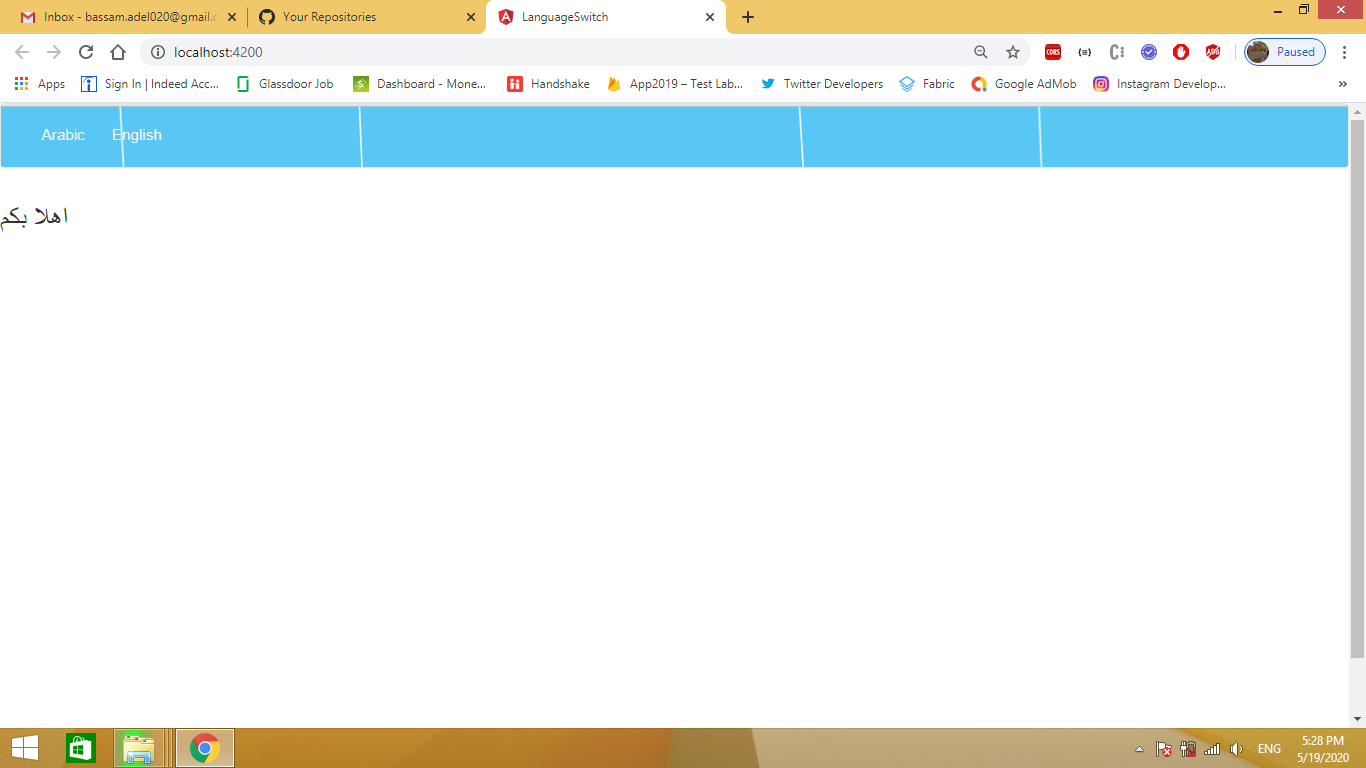 Inbox - bassam.adel020@gmail.c
Your Repositories
LanguageSwitch
localhost:4200
Paused
Apps
Sign In | Indeed Acc...
Glassdoor Job
Dashboard - Mone...
Handshake
App2019 – Test Lab...
Twitter Developers
Fabric
Google AdMob
Instagram Develop...
»
Arabic English
اهلا بكم
ENG
5:28 PM
5/19/2020